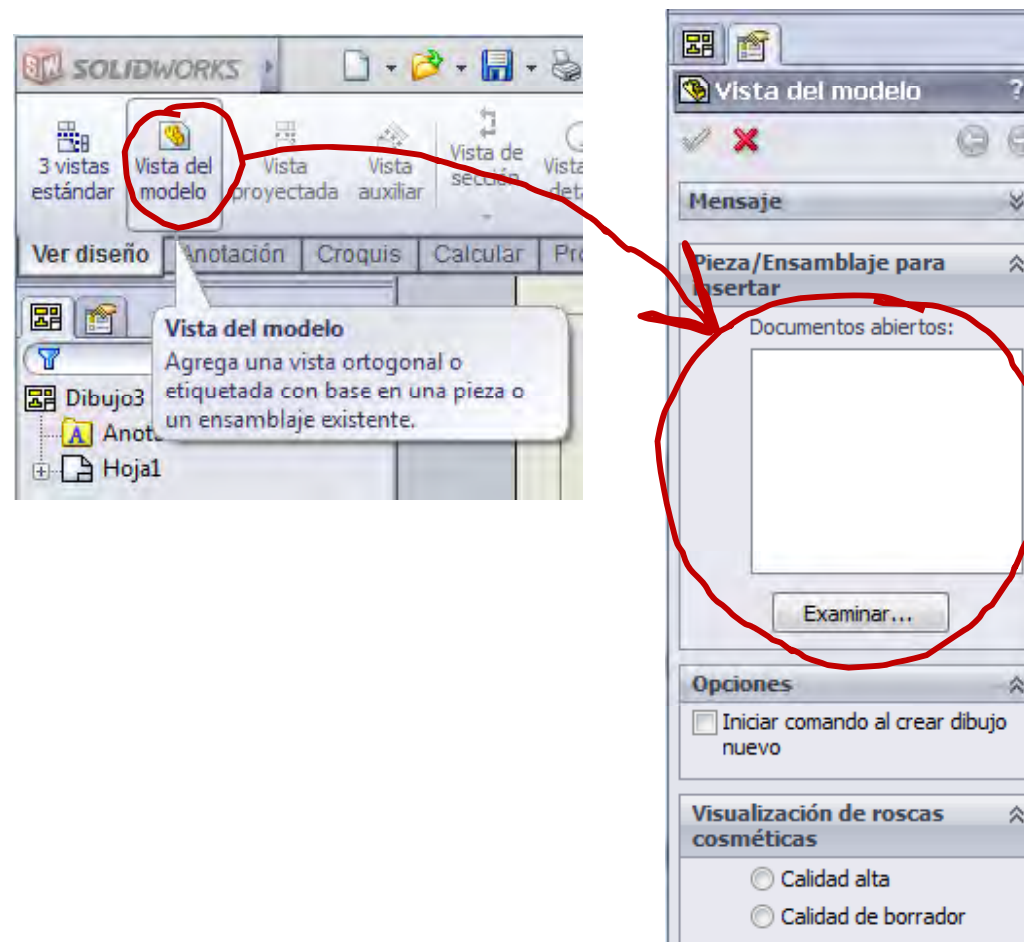 SOLIDWORKS
3 vistas estándar
Vista del modelo
Vista proyectada
Vista auxiliar
Vista de sección
Vista
Ver diseño
Anotación
Croquis
Calcular
Vista del modelo
Agrega una vista ortogonal o
etiquetada con base en una pieza o
un ensamblaje existente.
Dibujo3
Hoja1
Vista del modelo ?
Mensaje
Pieza/Ensamblaje para
insertar
Documentos abiertos:
Examinar...
Opciones
Iniciar comando al crear dibujo
nuevo
Visualización de roscas
cosméticas
Calidad alta
Calidad de borrador